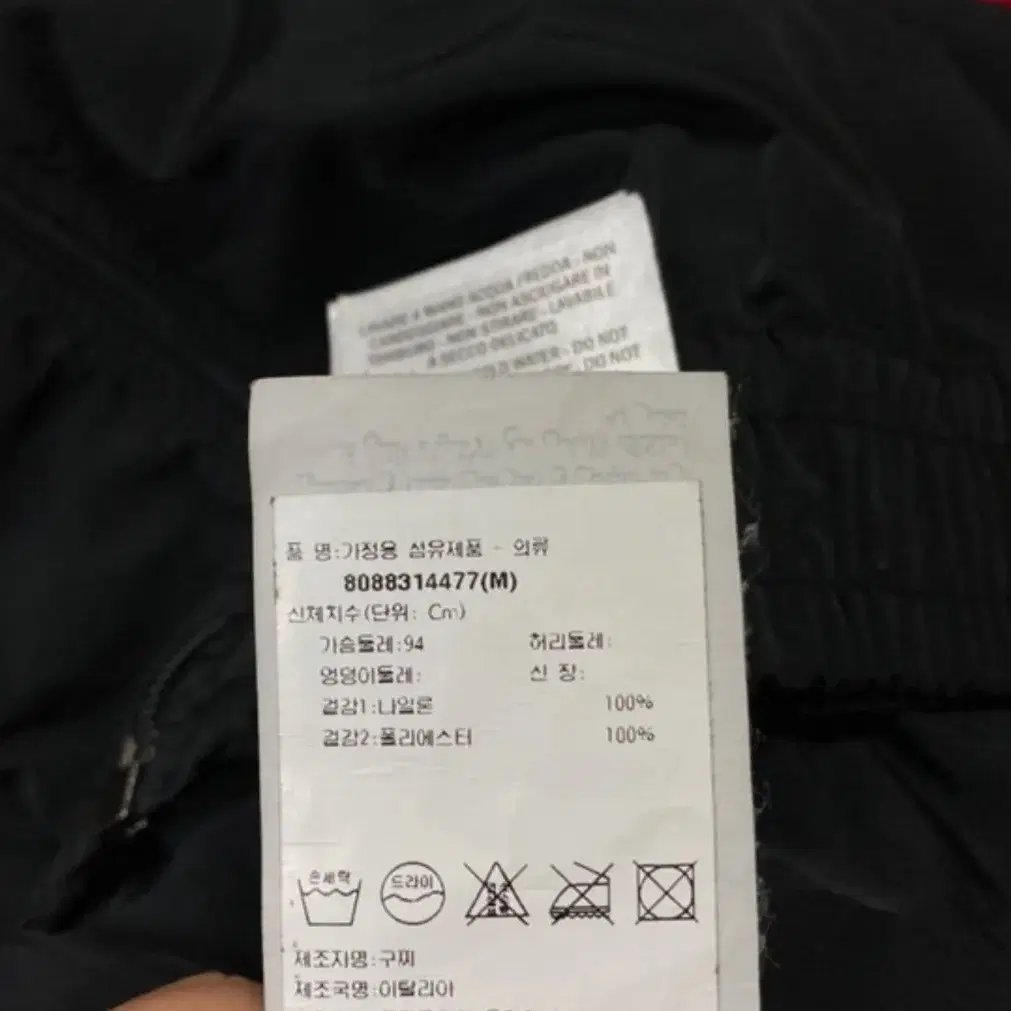 LAVARE A MANO ACQUA FREDDA - NON
CANDEGGIARE - NON ASCIUGARE IN
TAMBURO - NON STIRARE - LAVABILE
A SECCO DELICATO
COLD WATER - DO NOT
DO NOT
품 명:가정용 섬유제품 - 의류
8088314477(M)
신체치수(단위: Cm)
가슴둘레:94 허리둘레:
엉덩이둘레: 신 장:
겉감1:나일론 100%
겉감2:폴리에스터 100%
손세탁 드라이
제조자명:구찌
제조국명:이탈리아